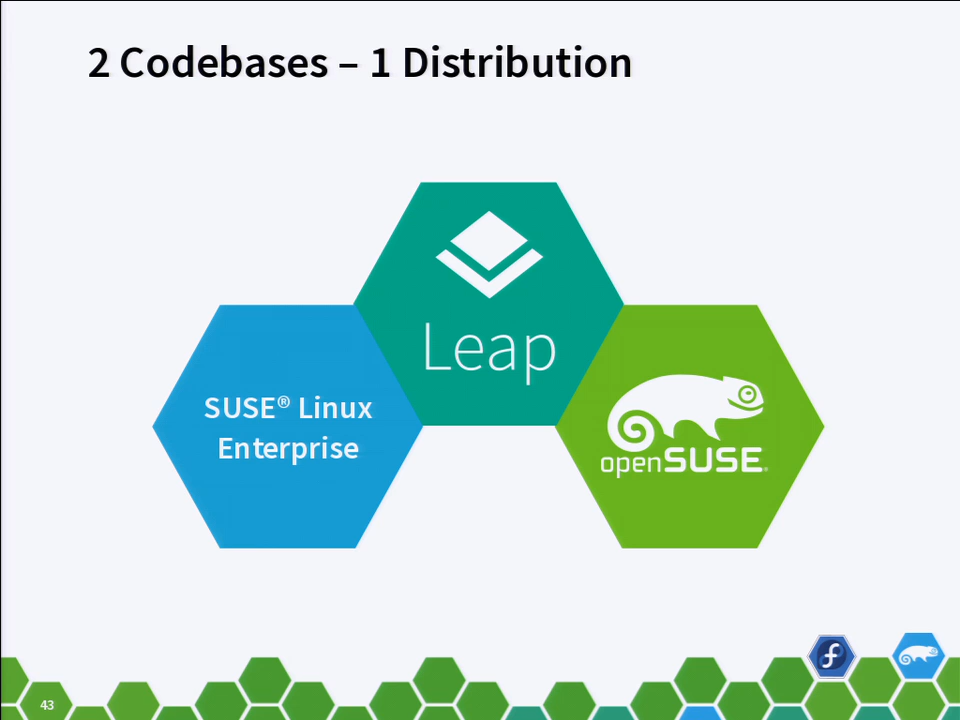 2 Codebases – 1 Distribution
Leap
SUSE® Linux
Enterprise
openSUSE
43